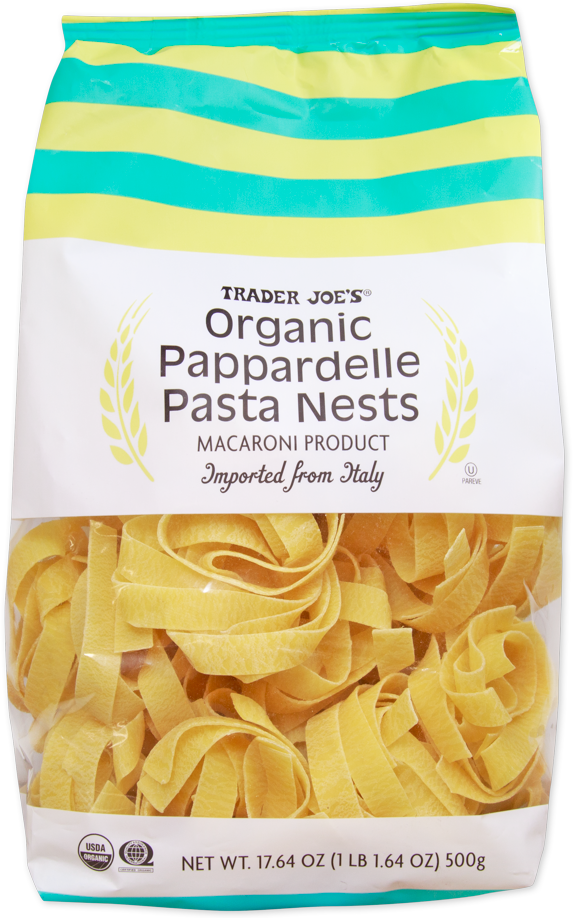 TRADER JOE'S®
Organic
Pappardelle
Pasta Nests
MACARONI PRODUCT
Imported from Italy
U
PAREVE
USDA
ORGANIC
NET WT. 17.64 OZ (1 LB 1.64 OZ) 500g